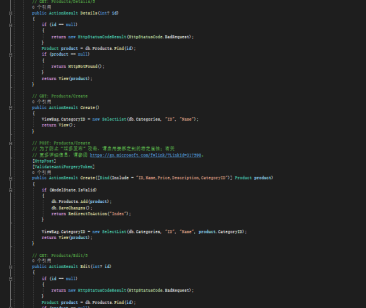 // GET: Products/Details/5
0 个引用
public ActionResult Details(int? id)
{
if (id == null)
{
return new HttpStatusCodeResult(HttpStatusCode.BadRequest);
}
Product product = db.Products.Find(id);
if (product == null)
{
return HttpNotFound();
}
return View(product);
}
// GET: Products/Create
0 个引用
public ActionResult Create()
{
ViewBag.CategoryID = new SelectList(db.Categories, "ID", "Name");
return View();
}
// POST: Products/Create
// 为了防止“过多发布”攻击，请启用要绑定到的特定属性，有关
// 更多详细信息，请参阅 https://go.microsoft.com/fwlink/?LinkId=317598.
[HttpPost]
[ValidateAntiForgeryToken]
0 个引用
public ActionResult Create([Bind(Include = "ID,Name,Price,Description,CategoryID")] Product product)
{
if (ModelState.IsValid)
{
db.Products.Add(product);
db.SaveChanges();
return RedirectToAction("Index");
}
ViewBag.CategoryID = new SelectList(db.Categories, "ID", "Name", product.CategoryID);
return View(product);
}
// GET: Products/Edit/5
0 个引用
public ActionResult Edit(int? id)
{
if (id == null)
{
return new HttpStatusCodeResult(HttpStatusCode.BadRequest);
}
Product product = db.Products.Find(id);